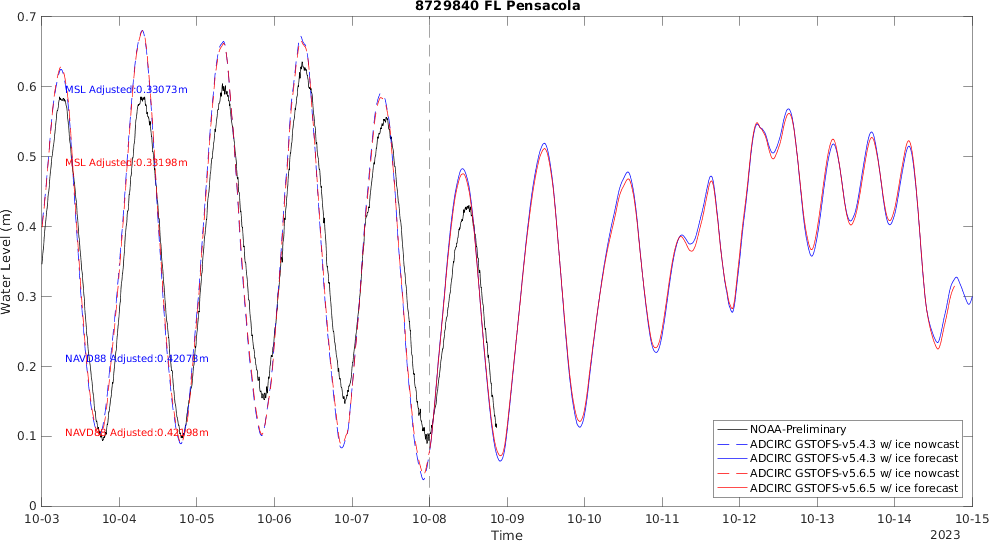 8729840 FL Pensacola
0.7
0.6
0.5
0.4
0.3
0.2
0.1
0
Water Level (m)
MSL Adjusted:0.33073m
MSL Adjusted:0.33198m
NAVD88 Adjusted:0.42073m
NAVD88 Adjusted:0.42198m
NOAA-Preliminary
ADCIRC GSTOFS-v5.4.3 w/ ice nowcast
ADCIRC GSTOFS-v5.4.3 w/ ice forecast
ADCIRC GSTOFS-v5.6.5 w/ ice nowcast
ADCIRC GSTOFS-v5.6.5 w/ ice forecast
10-03 10-04 10-05 10-06 10-07 10-08 10-09 10-10 10-11 10-12 10-13 10-14 10-15
Time
2023